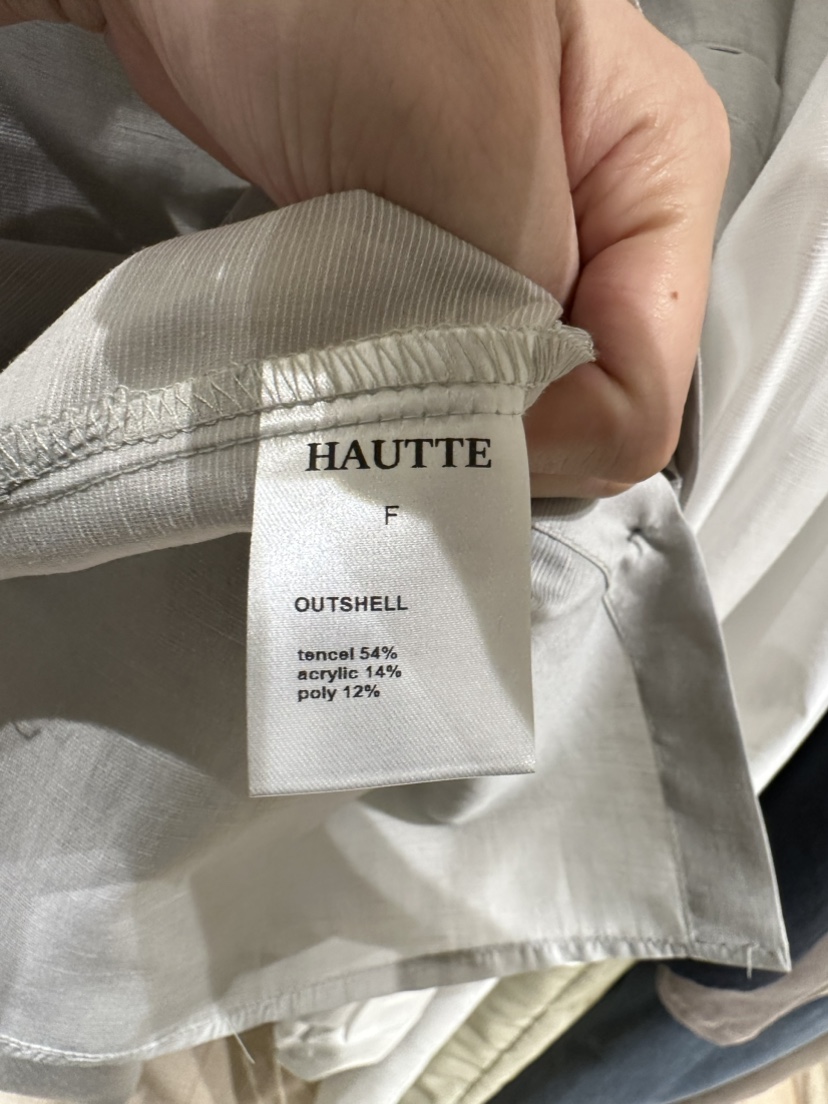 HAUTTE
F
OUTSHELL
tencel 54%
acrylic 14%
poly 12%